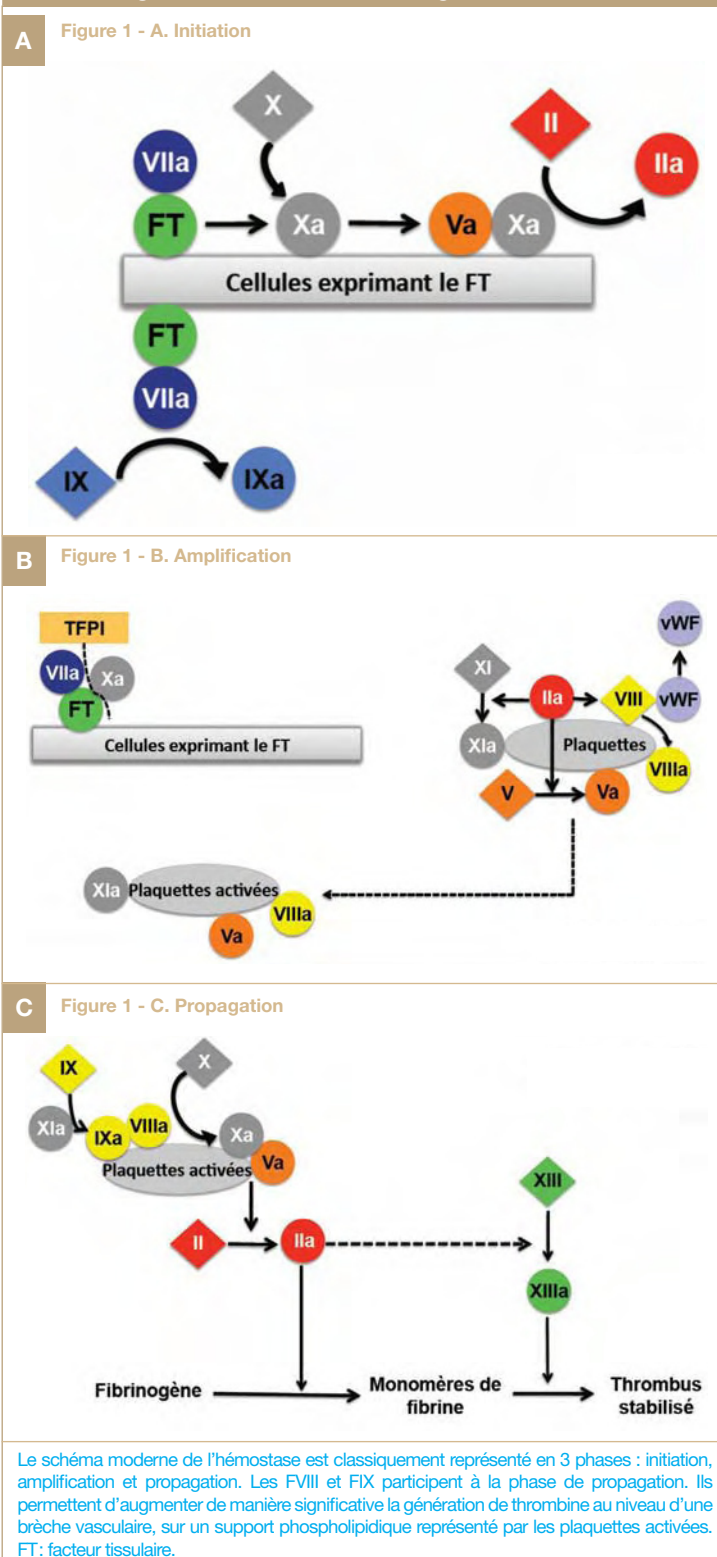 A
Figure 1 - A. Initiation
X
II
VIIa
IIa
FT
Xa
Va
Xa
Cellules exprimant le FT
FT
VIIa
IX
IXa
B
Figure 1 - B. Amplification
TFPI
vWF
VIIa
Xa
XI
IIa
VIII
vWF
FT
Cellules exprimant le FT
XIa
Plaquettes
VIIIa
V
Va
XIa
Plaquettes activées
VIIIa
Va
C
Figure 1 - C. Propagation
IX
X
XIa
IXa
VIIIa
Xa
Plaquettes activées
Va
XIII
II
IIa
XIIIa
Fibrinogène
Monomères de
fibrine
Thrombus
stabilisé
Le schéma moderne de l'hémostase est classiquement représenté en 3 phases : initiation,
amplification et propagation. Les FVIII et FIX participent à la phase de propagation. Ils
permettent d'augmenter de manière significative la génération de thrombine au niveau d'une
brèche vasculaire, sur un support phospholipidique représenté par les plaquettes activées.
FT: facteur tissulaire.